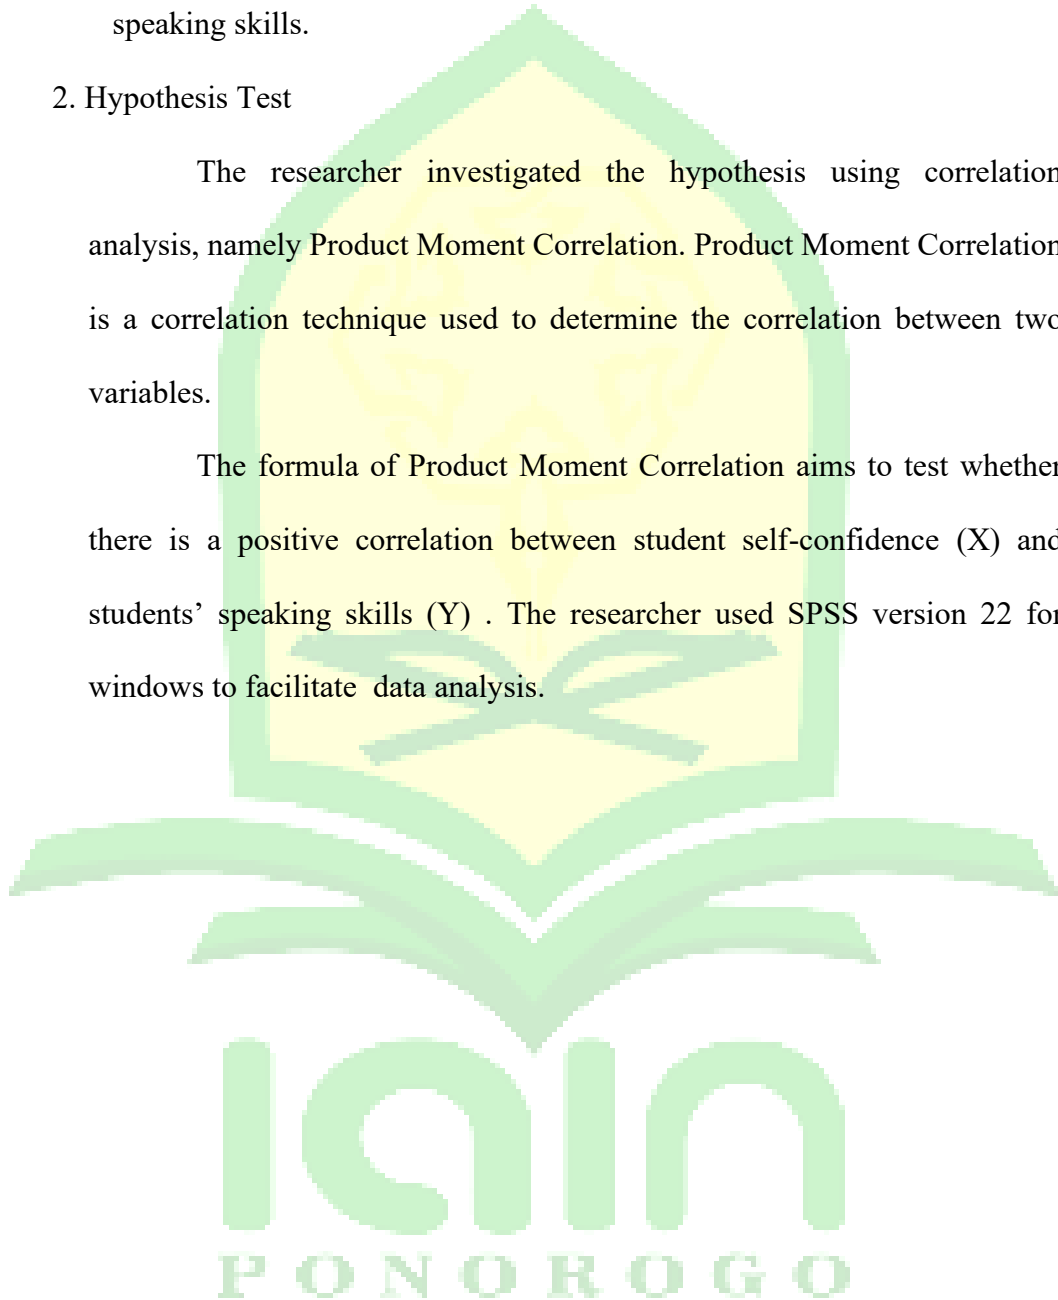 speaking skills.
2. Hypothesis Test
The researcher investigated the hypothesis using correlation
analysis, namely Product Moment Correlation. Product Moment Correlation
is a correlation technique used to determine the correlation between two
variables.
The formula of Product Moment Correlation aims to test whether
there is a positive correlation between student self-confidence (X) and
students’ speaking skills (Y) . The researcher used SPSS version 22 for
windows to facilitate  data analysis.
IAIN
PONOROGO